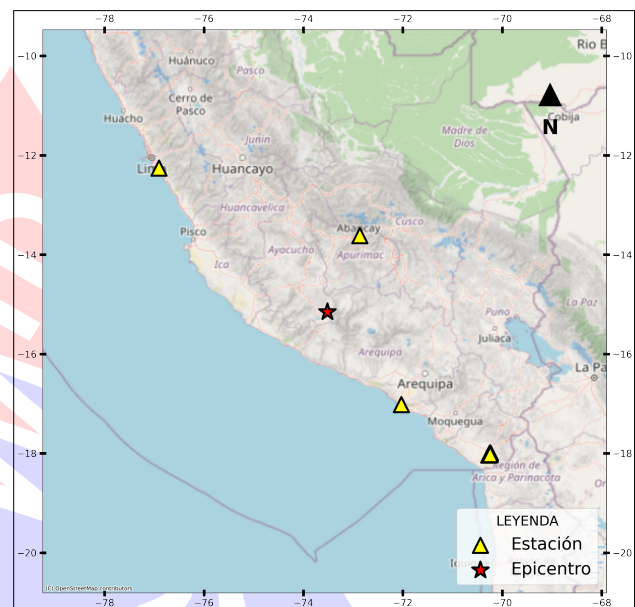 −78 −76 −74 −72 −70 −68
−10
−12
−14
−16
−18
−20
Rio B
Huánuco
Pasco
Cerro de
Pasco
Huacho
Cobija
N
Madre de
Dios
Junín
Lima
Huancayo
Huancavelica
Abancay
Cusco
Pisco
Ayacucho
Apurímac
Ica
La Paz
Puno
Juliaca
Arequipa
La Pa
Arequipa
Moquegua
Región de
Arica y Parinacota
Or
LEYENDA
Estación
Epicentro
(C) OpenStreetMap contributors
−10
−12
−14
−16
−18
−20
−78 −76 −74 −72 −70 −68